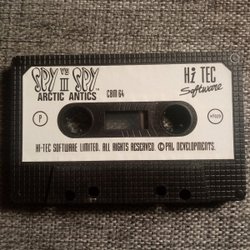 SPY VS SPY III ™
ARCTIC ANTICS
CBM 64
Hi TEC
Software
P
HI-TEC SOFTWARE LIMITED. ALL RIGHTS RESERVED. Ⓟ PAL DEVELOPMENTS.